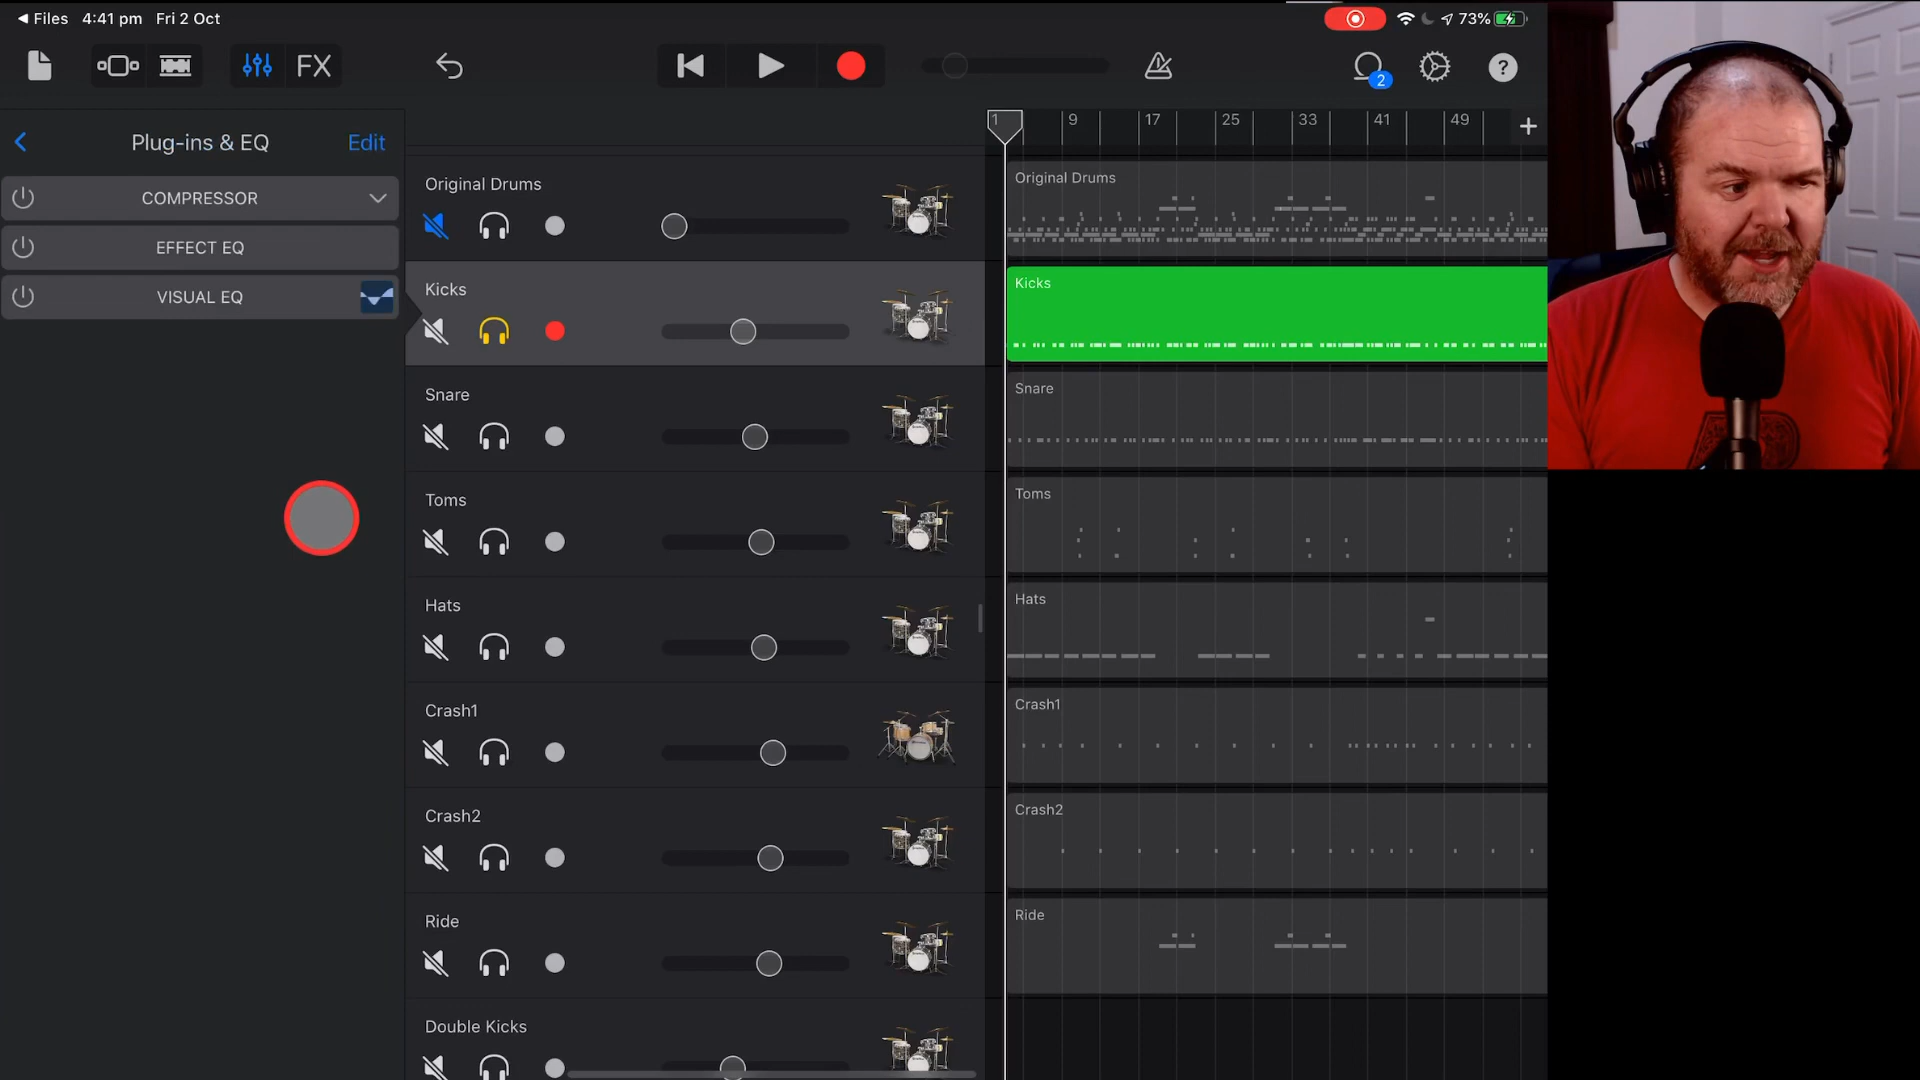 Files 4:41 pm Fri 2 Oct
73%
FX
2
?
Plug-ins & EQ Edit
COMPRESSOR
EFFECT EQ
VISUAL EQ
1 9 17 25 33 41 49
Original Drums
Kicks
Snare
Toms
Hats
Crash1
Crash2
Ride
Double Kicks
Original Drums
Kicks
Snare
Toms
Hats
Crash1
Crash2
Ride